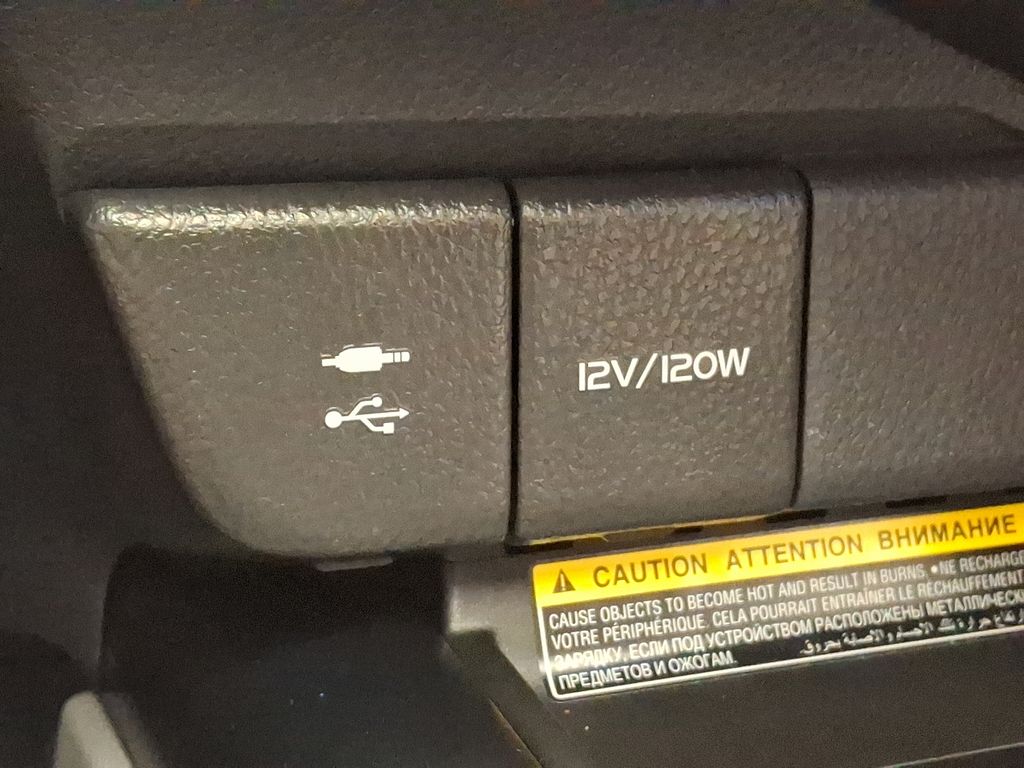 12V/120W
CAUTION ATTENTION ВНИМАНИЕ
CAUSE OBJECTS TO BECOME HOT AND RESULT IN BURNS. •NE RECHARGE
VOTRE PÉRIPHÉRIQUE. CELA POURRAIT ENTRAÎNER LE RÉCHAUFFEMENT
ЗАРЯДКУ, ЕСЛИ ПОД УСТРОЙСТВОМ РАСПОЛОЖЕНЫ МЕТАЛЛИЧЕСК
ПРЕДМЕТОВ И ОЖОГАМ.